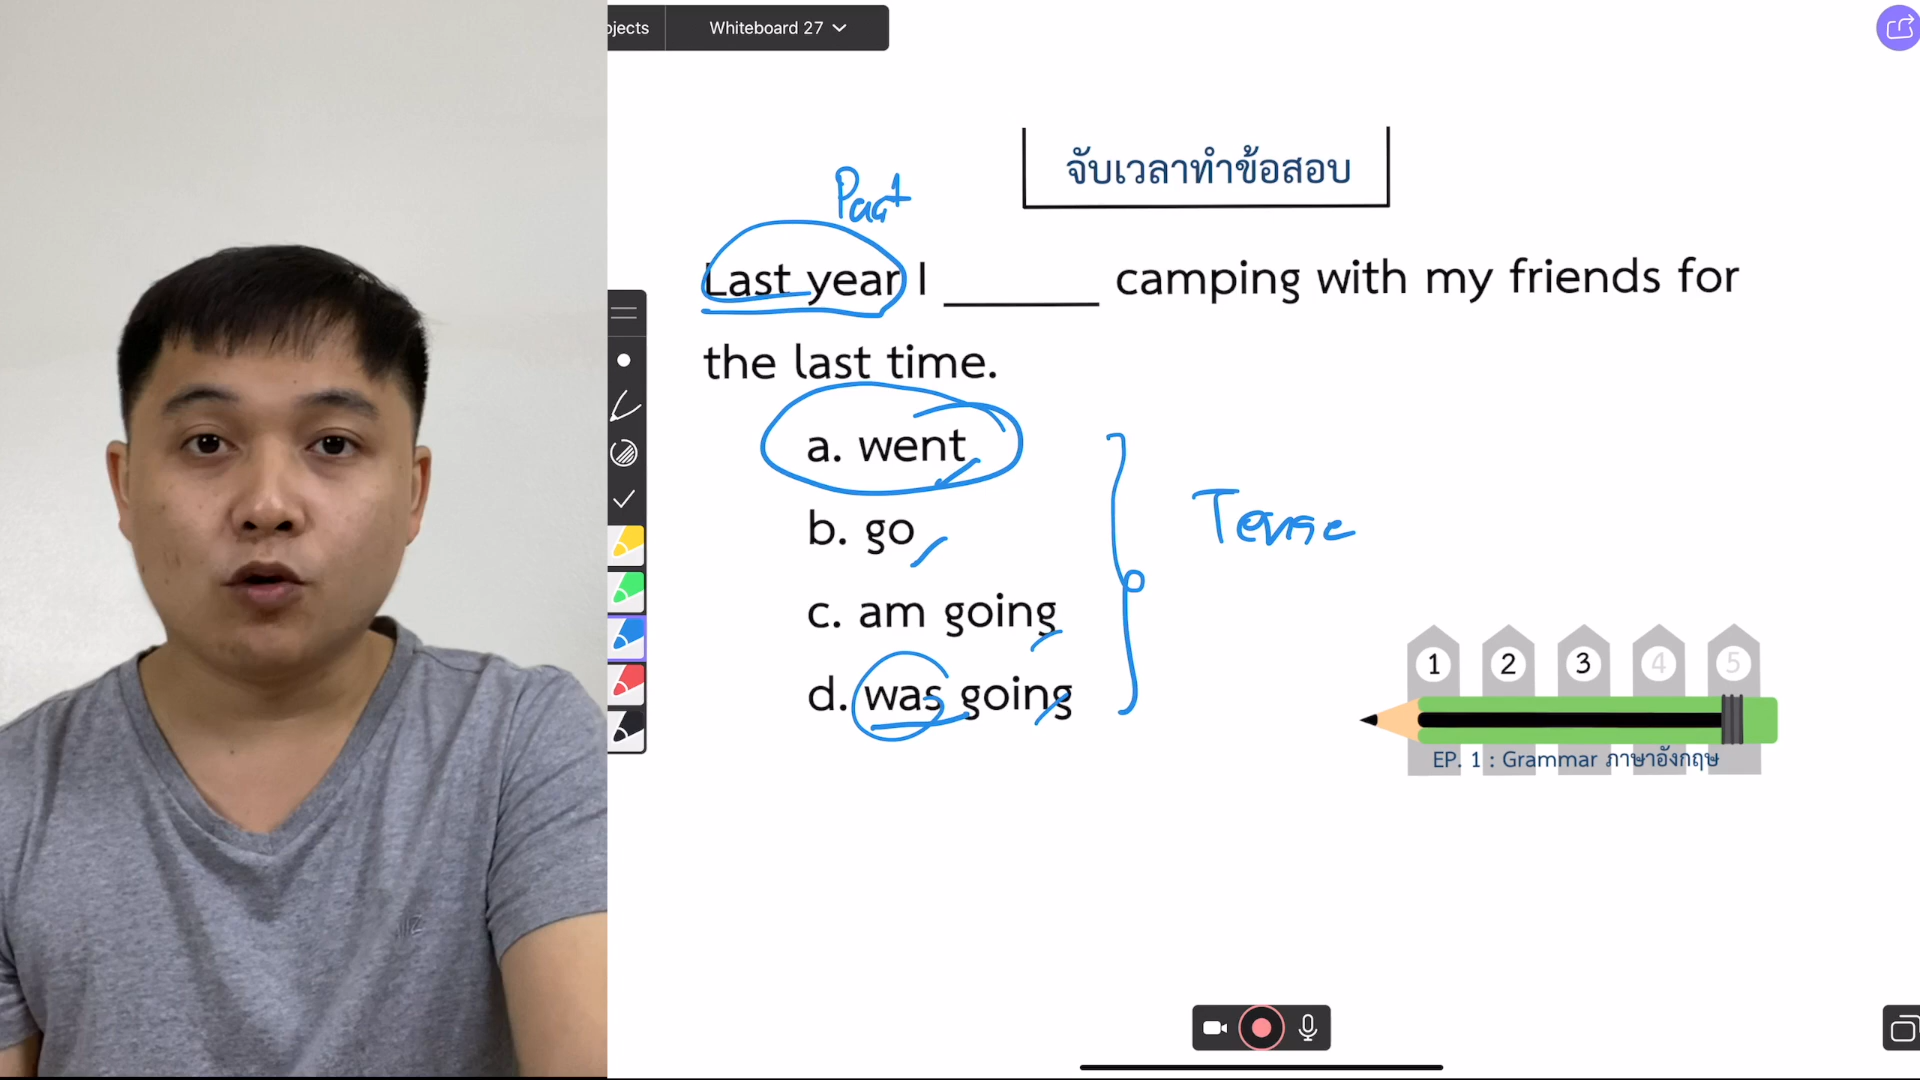 ojects
Whiteboard 27
จับเวลาทำข้อสอบ
Past
Last year I ________ camping with my friends for
the last time.
a. went
b. go
c. am going
d. was going
Tense
1 2 3 4 5
EP. 1 : Grammar ภาษาอังกฤษ